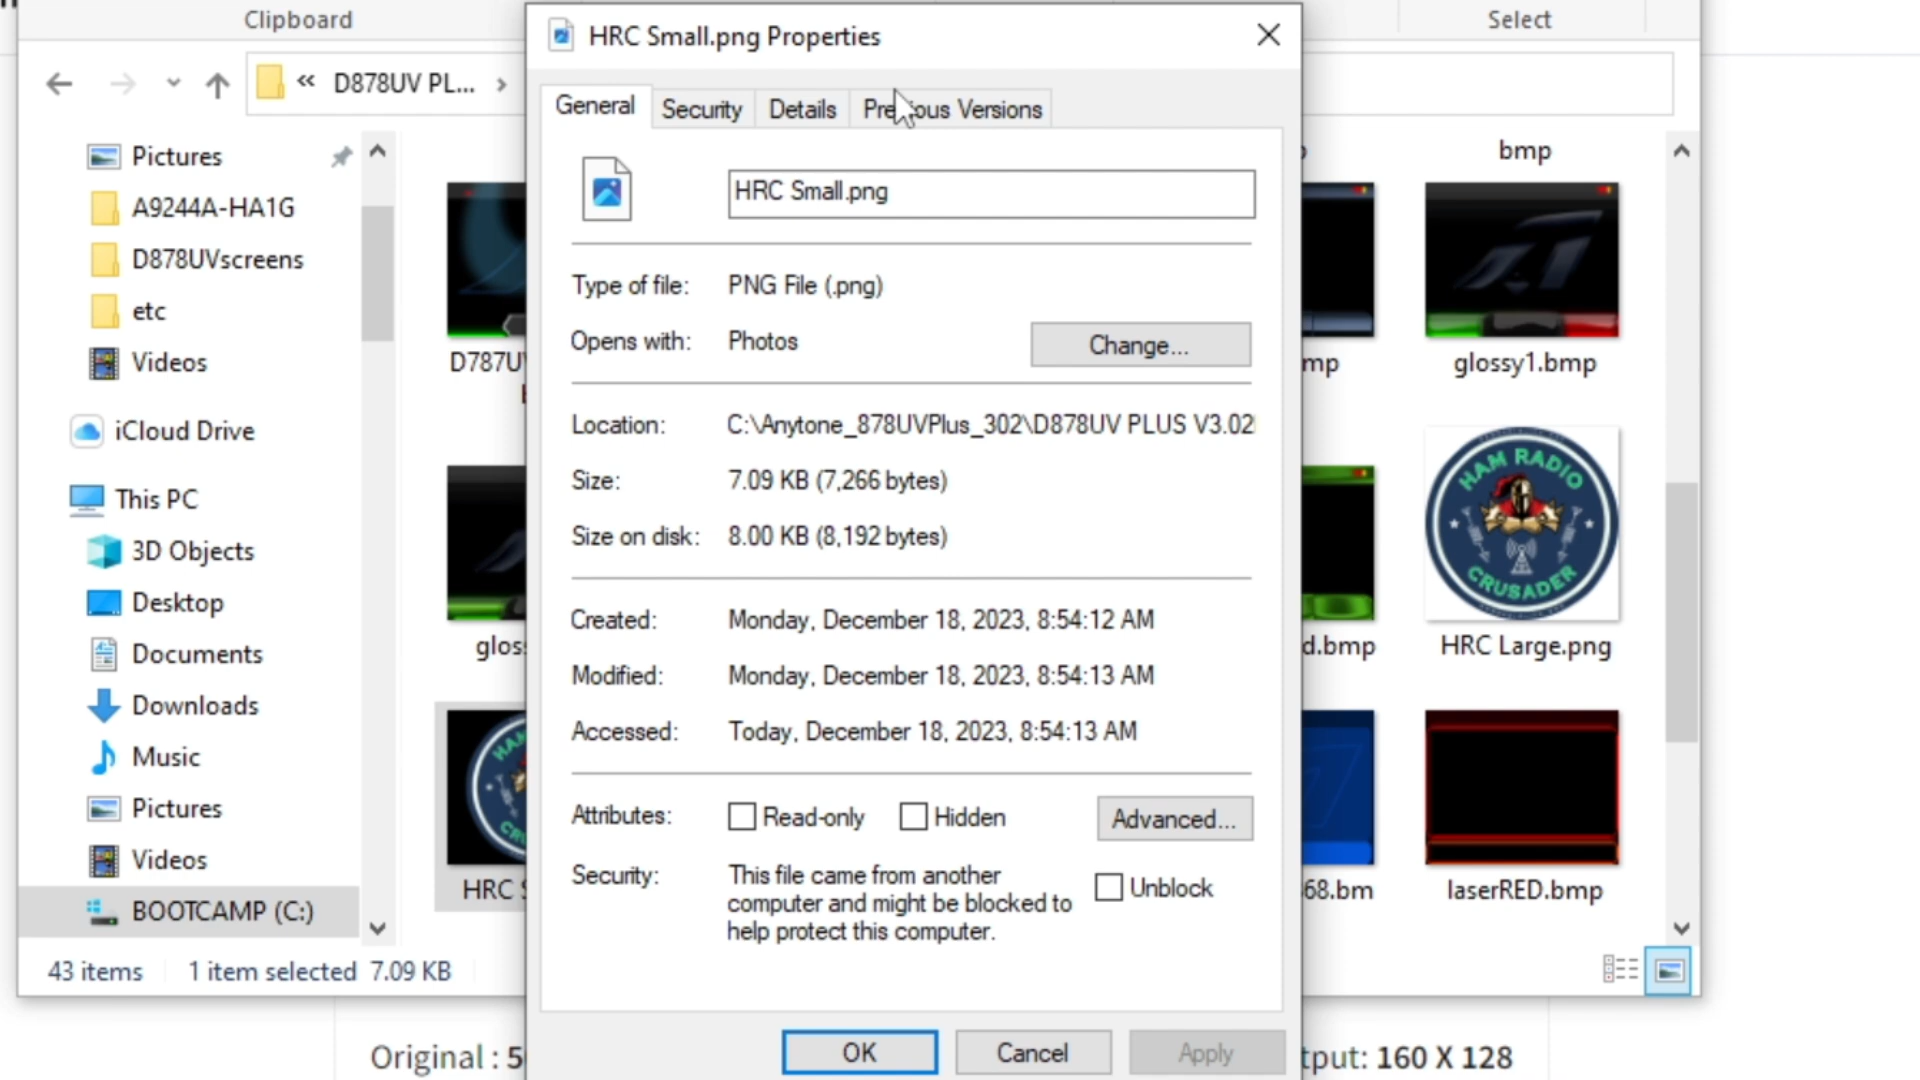 Clipboard
HRC Small.png Properties
Select
« D878UV PL...
General
Security
Details
Previous Versions
Pictures
A9244A-HA1G
D878UVscreens
etc
Videos
iCloud Drive
This PC
3D Objects
Desktop
Documents
Downloads
Music
Pictures
Videos
BOOTCAMP (C:)
43 items
1 item selected 7.09 KB
HRC Small.png
Type of file: PNG File (.png)
Opens with: Photos
Change...
Location: C:\Anytone_878UVPlus_302\D878UV PLUS V3.02
Size: 7.09 KB (7,266 bytes)
Size on disk: 8.00 KB (8,192 bytes)
Created: Monday, December 18, 2023, 8:54:12 AM
Modified: Monday, December 18, 2023, 8:54:13 AM
Accessed: Today, December 18, 2023, 8:54:13 AM
Attributes: Read-only Hidden
Advanced...
Security: This file came from another
computer and might be blocked to
help protect this computer.
Unblock
OK
Cancel
Apply
bmp
mp
glossy1.bmp
D787U
HAM RADIO
CRUSADER
glos
d.bmp
HRC Large.png
HRC S
68.bm
laserRED.bmp
Original : 5
tput: 160 X 128